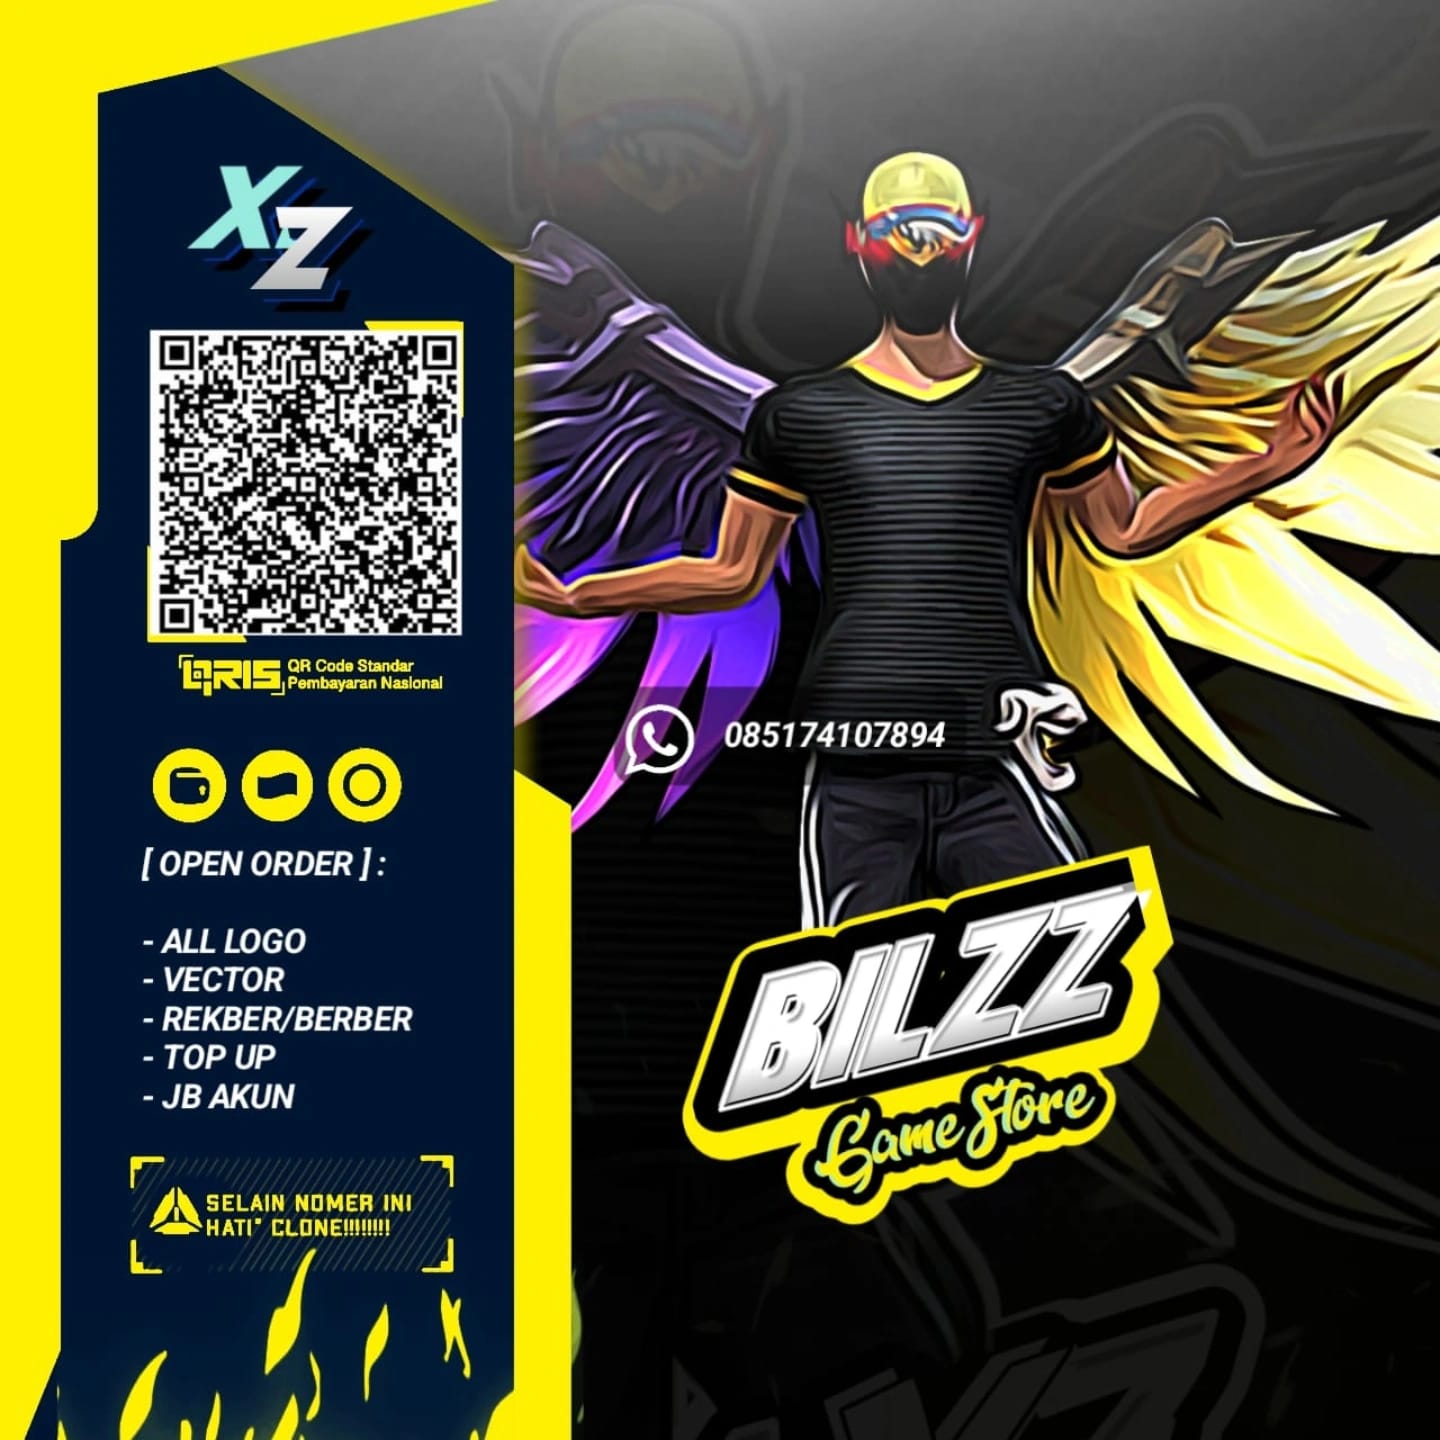 XZ
QRIS QR Code Standar
Pembayaran Nasional
[ OPEN ORDER ] :
- ALL LOGO
- VECTOR
- REKBER/BERBER
- TOP UP
- JB AKUN
SELAIN NOMER INI
HATI" CLONE!!!!!!!!
085174107894
BILZZ
Game Store